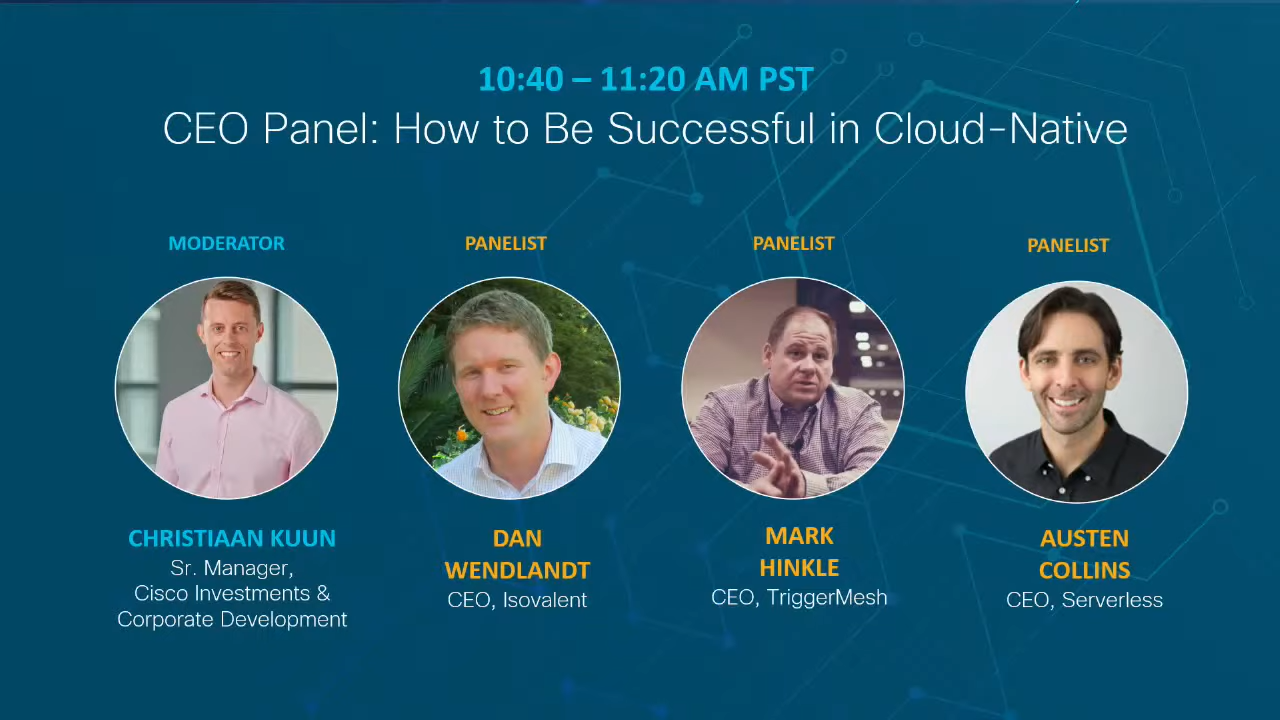 10:40 – 11:20 AM PST
CEO Panel: How to Be Successful in Cloud-Native
MODERATOR
PANELIST
PANELIST
PANELIST
CHRISTIAAN KUUN
Sr. Manager,
Cisco Investments &
Corporate Development
DAN
WENDLANDT
CEO, Isovalent
MARK
HINKLE
CEO, TriggerMesh
AUSTEN
COLLINS
CEO, Serverless